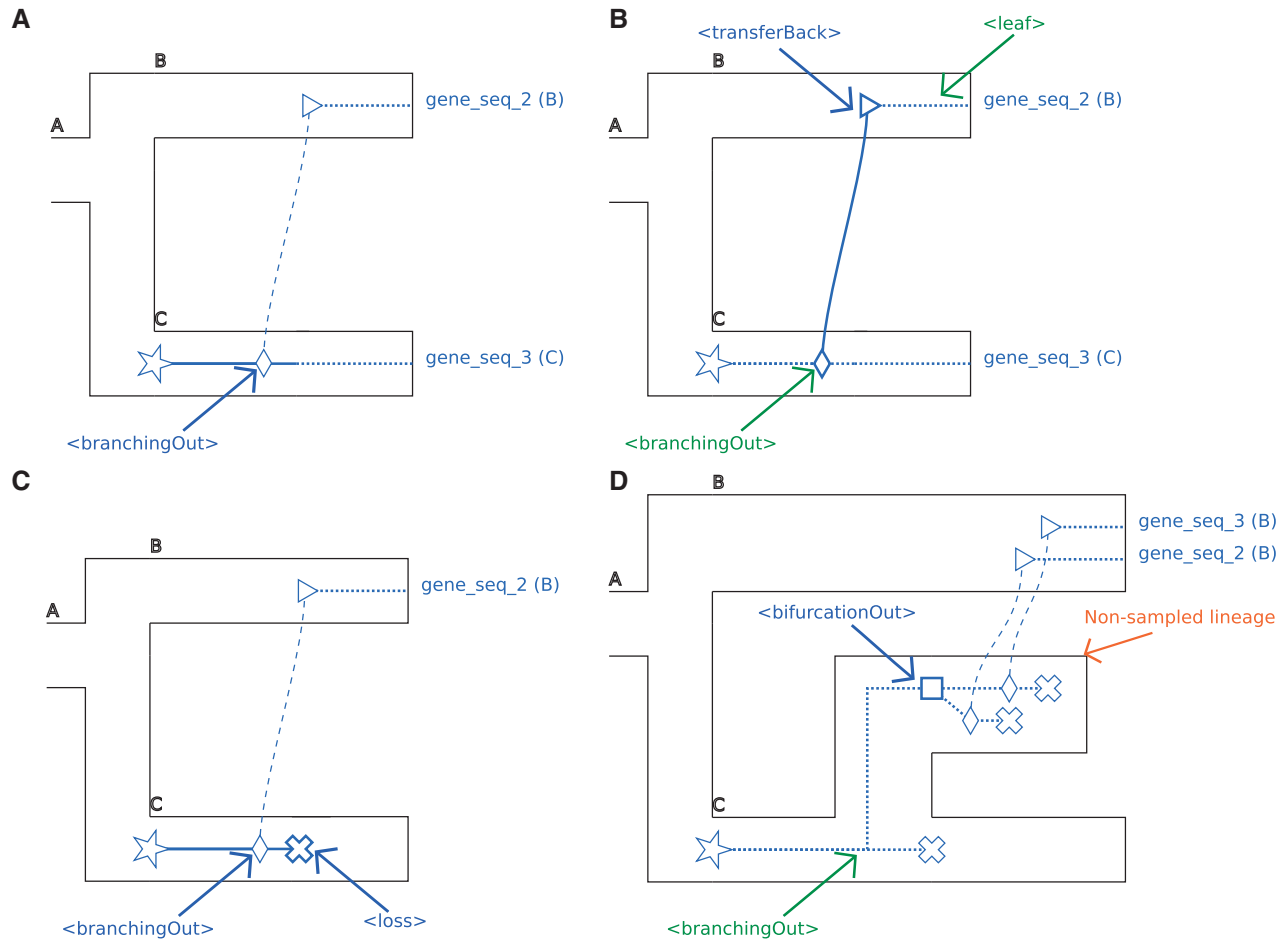 A
B
gene_seq_2 (B)
A
C
gene_seq_3 (C)
<branchingOut>
B
<leaf>
<transferBack>
B
gene_seq_2 (B)
A
C
gene_seq_3 (C)
<branchingOut>
C
B
gene_seq_2 (B)
A
C
<branchingOut>
<loss>
D
B
gene_seq_3 (B)
gene_seq_2 (B)
A
<bifurcationOut>
Non-sampled lineage
C
<branchingOut>